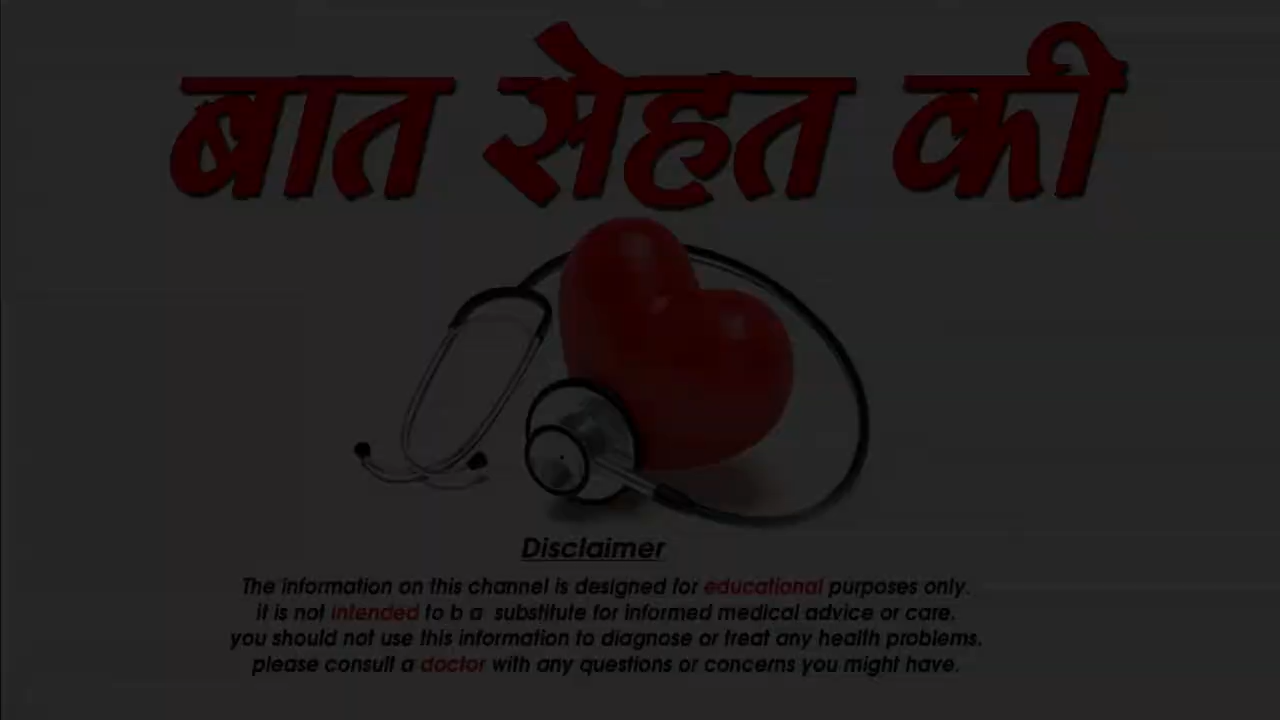 बात सेहत की
Disclaimer
The information on this channel is designed for educational purposes only.
it is not intended to b a substitute for informed medical advice or care.
you should not use this information to diagnose or treat any health problems.
please consult a doctor with any questions or concerns you might have.